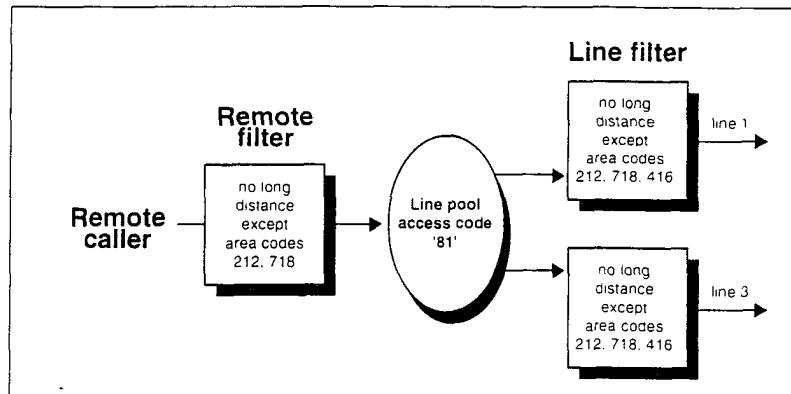 Line filter
no long
distance
except
area codes
212, 718, 416
line 1
Remote
filter
no long
distance
except
area codes
212, 718
Remote
caller
Line pool
access code
'81'
no long
distance
except
area codes
212, 718, 416
line 3